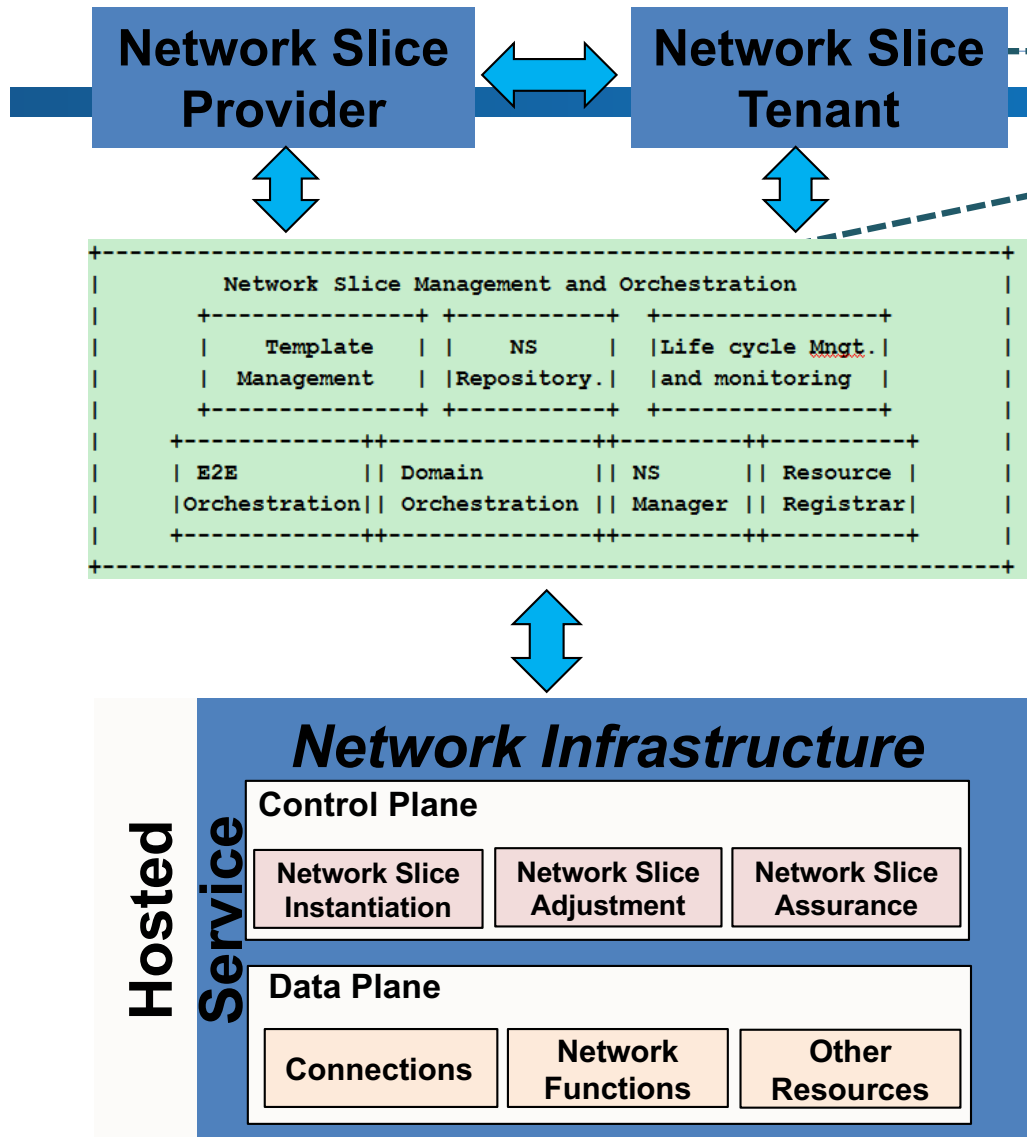 Network Slice
Provider
Network Slice
Tenant
Network Slice Management and Orchestration
Template
Management
NS
Repository.
Life cycle Mngt.
and monitoring
E2E
Orchestration
Domain
Orchestration
NS
Manager
Resource
Registrar
Hosted
Service
Network Infrastructure
Control Plane
Network Slice
Instantiation
Network Slice
Adjustment
Network Slice
Assurance
Data Plane
Connections
Network
Functions
Other
Resources